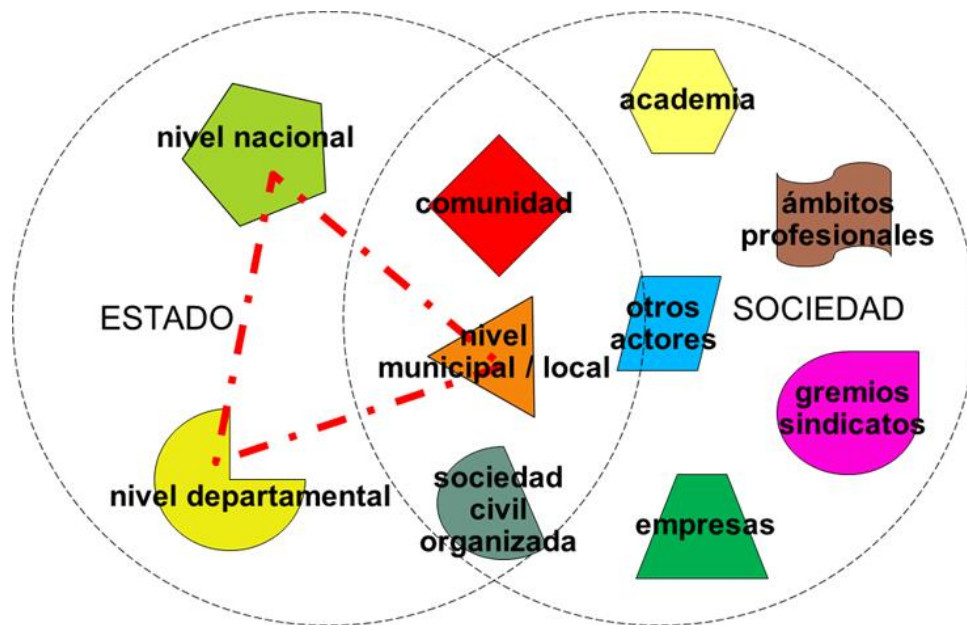 nivel nacional
ESTADO
nivel departamental
comunidad
nivel
municipal / local
sociedad
civil
organizada
academia
ámbitos
profesionales
otros
actores
SOCIEDAD
gremios
sindicatos
empresas